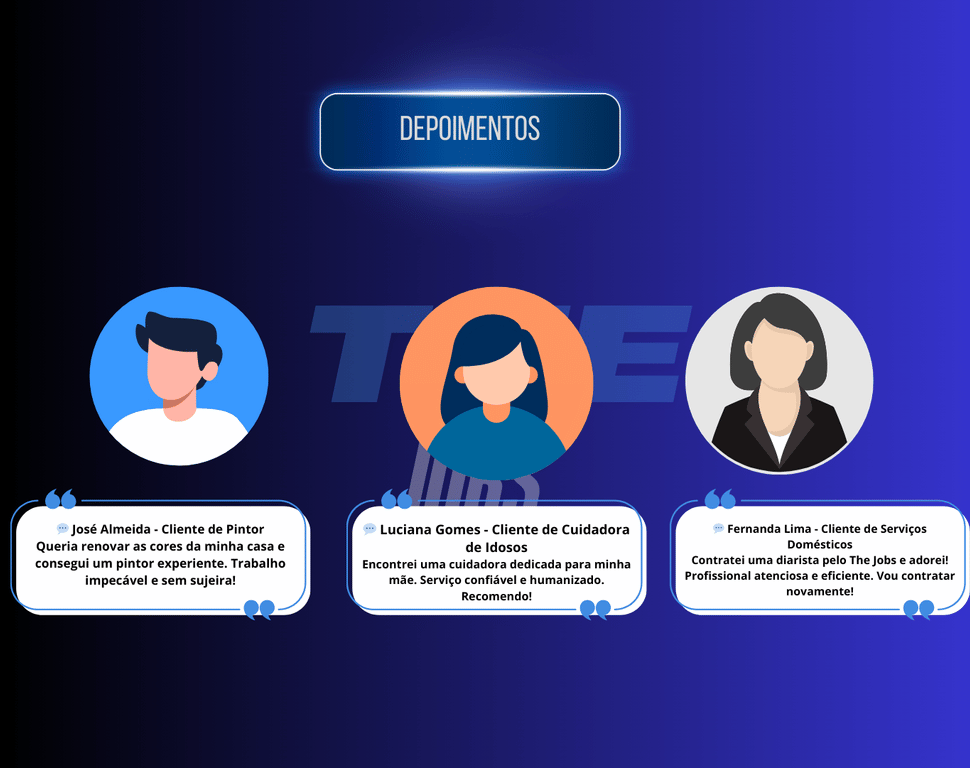 DEPOIMENTOS
THE
José Almeida - Cliente de Pintor
Queria renovar as cores da minha casa e
consegui um pintor experiente. Trabalho
impecável e sem sujeira!
Luciana Gomes - Cliente de Cuidadora
de Idosos
Encontrei uma cuidadora dedicada para minha
mãe. Serviço confiável e humanizado.
Recomendo!
Fernanda Lima - Cliente de Serviços
Domésticos
Contratei uma diarista pelo The Jobs e adorei!
Profissional atenciosa e eficiente. Vou contratar
novamente!